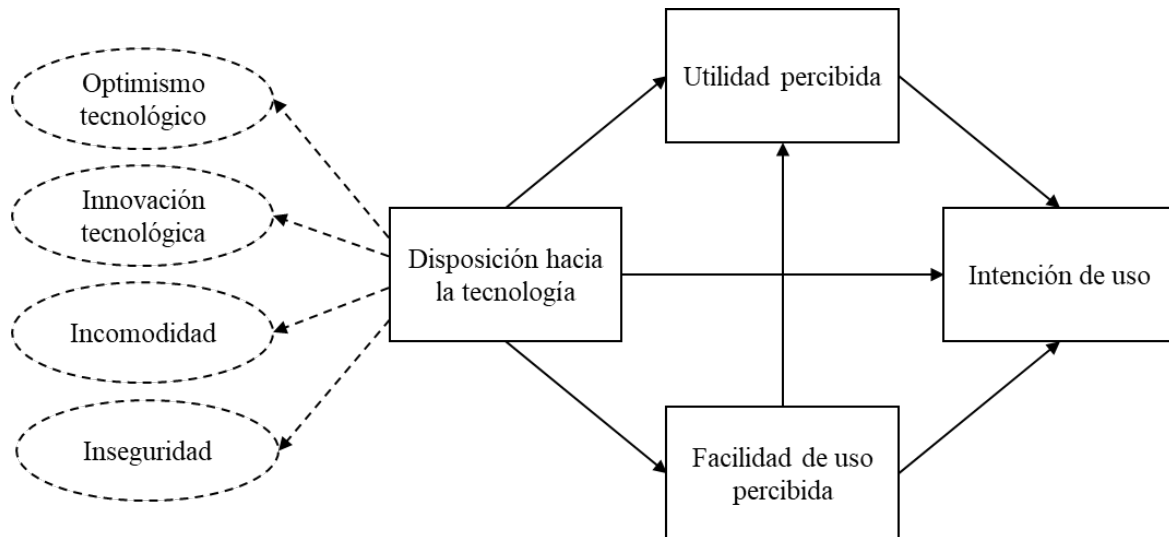 Optimismo
tecnológico
Innovación
tecnológica
Incomodidad
Inseguridad
Disposición hacia
la tecnología
Utilidad percibida
Facilidad de uso
percibida
Intención de uso